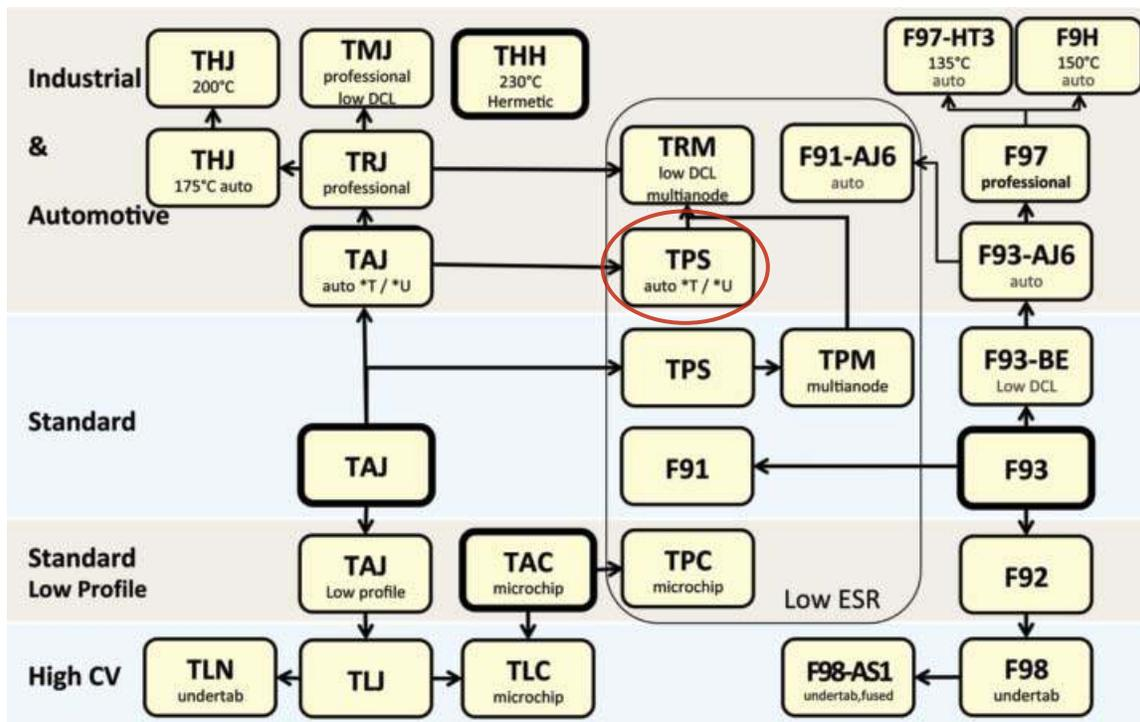 Industrial
&
Automotive
THJ
200°C
TMJ
professional
low DCL
THH
230°C
Hermetic
F97-HT3
135°C
auto
F9H
150°C
auto
THJ
175°C auto
TRJ
professional
TRM
low DCL
multianode
F91-AJ6
auto
F97
professional
TAJ
auto *T / *U
TPS
auto *T / *U
F93-AJ6
auto
Standard
TPS
TPM
multianode
F93-BE
Low DCL
TAJ
F91
F93
Standard
Low Profile
TAJ
Low profile
TAC
microchip
TPC
microchip
Low ESR
F92
High CV
TLN
undertab
TLJ
TLC
microchip
F98-AS1
undertab,fused
F98
undertab